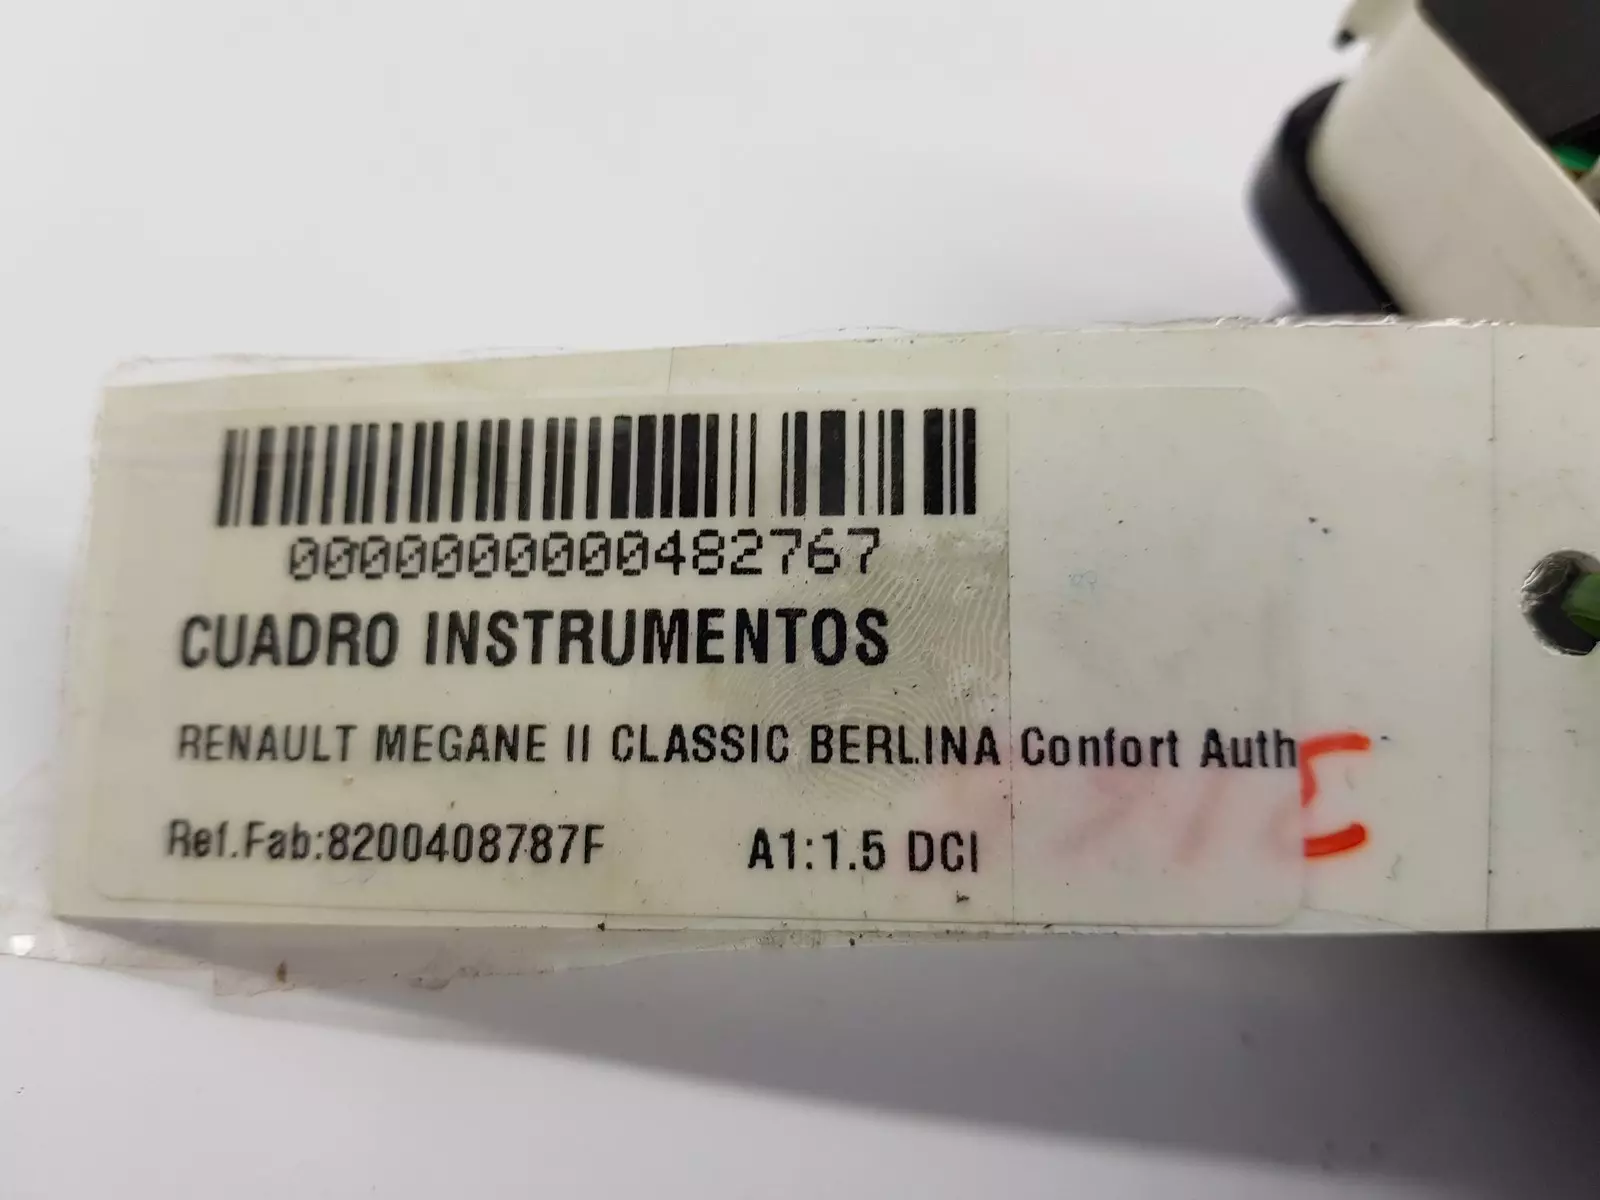 0000000000482767
CUADRO INSTRUMENTOS
RENAULT MEGANE II CLASSIC BERLINA Confort Auth
Ref.Fab:8200408787F A1:1.5 DCI